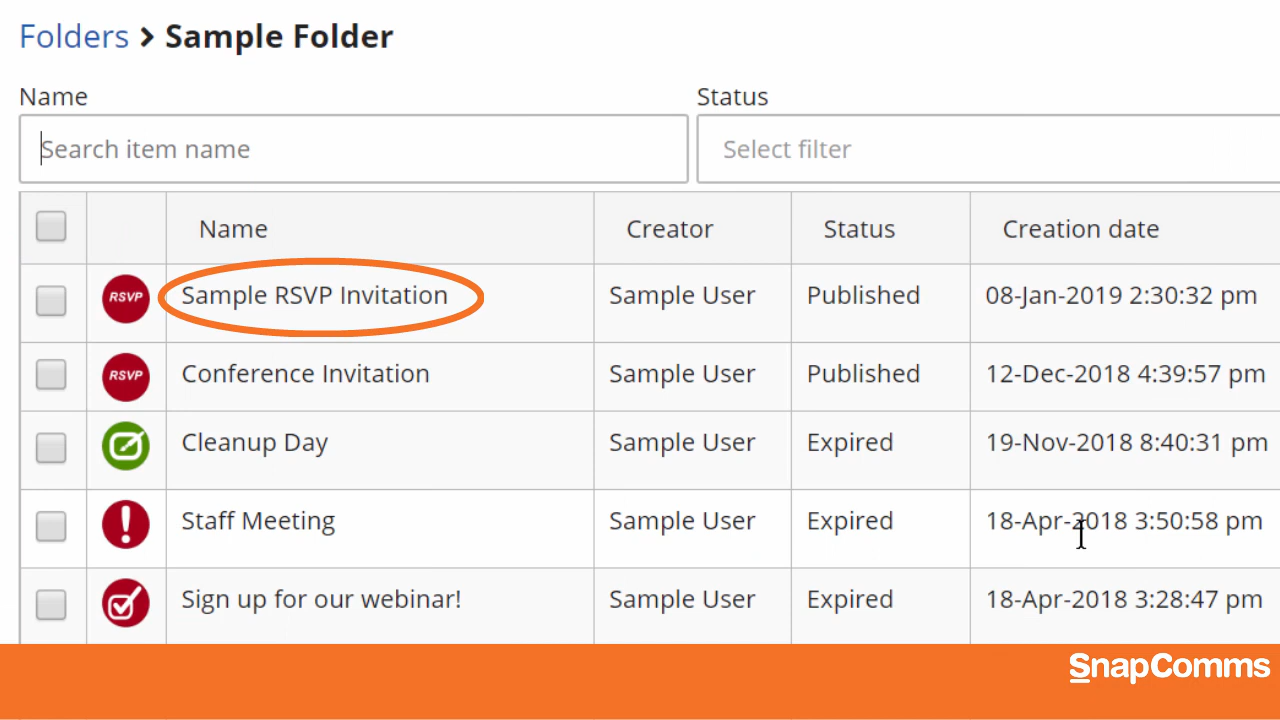 Folders > Sample Folder
Name Status
Search item name Select filter
Name Creator Status Creation date
RSVP Sample RSVP Invitation Sample User Published 08-Jan-2019 2:30:32 pm
RSVP Conference Invitation Sample User Published 12-Dec-2018 4:39:57 pm
Cleanup Day Sample User Expired 19-Nov-2018 8:40:31 pm
! Staff Meeting Sample User Expired 18-Apr-2018 3:50:58 pm
Sign up for our webinar! Sample User Expired 18-Apr-2018 3:28:47 pm
SnapComms